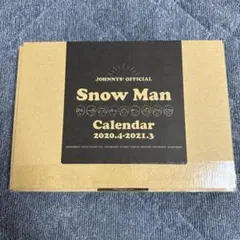 JOHNNYS' OFFICIAL
Snow Man
Calendar
2020.4-2021.3